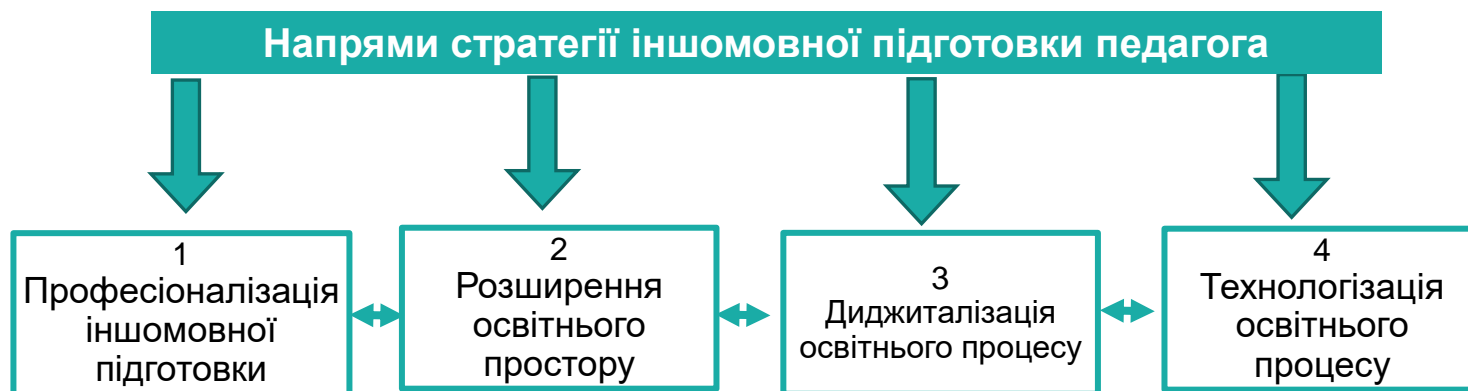 Напрями стратегії іншомовної підготовки педагога
1
Професіоналізація
іншомовної
підготовки
2
Розширення
освітнього
простору
3
Диджиталізація
освітнього процесу
4
Технологізація
освітнього
процесу